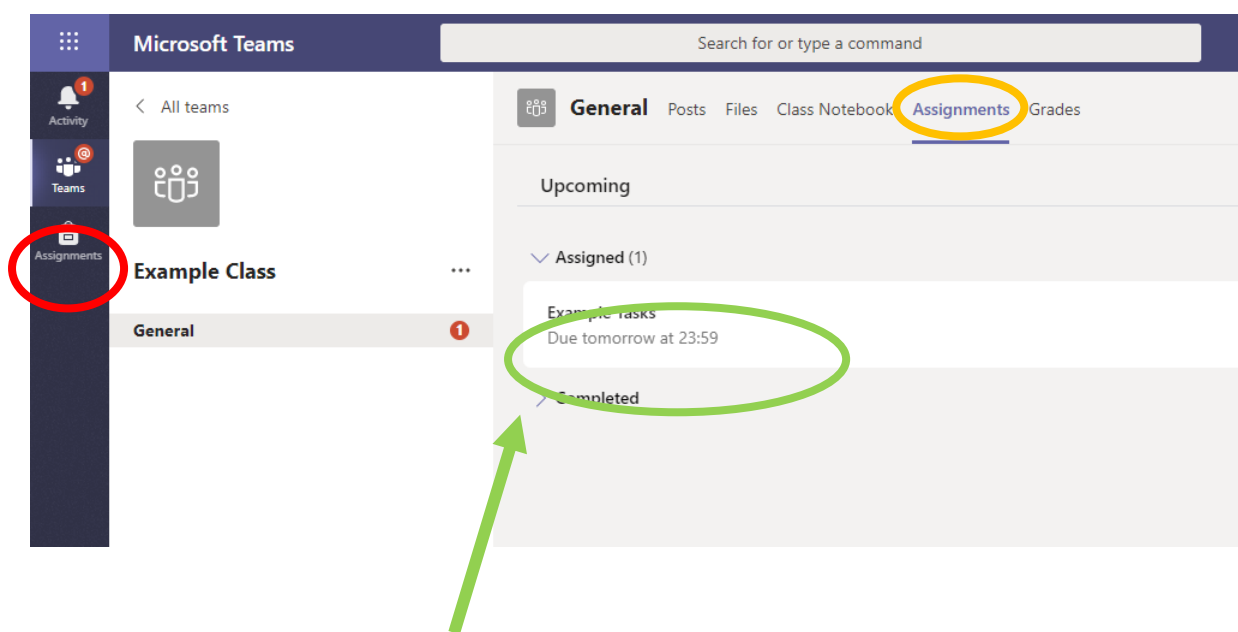 Microsoft Teams
Search for or type a command
1
Activity
@
Teams
Assignments
All teams
Example Class
...
General
1
General Posts Files Class Notebook Assignments Grades
Upcoming
Assigned (1)
Example Tasks
Due tomorrow at 23:59
Completed